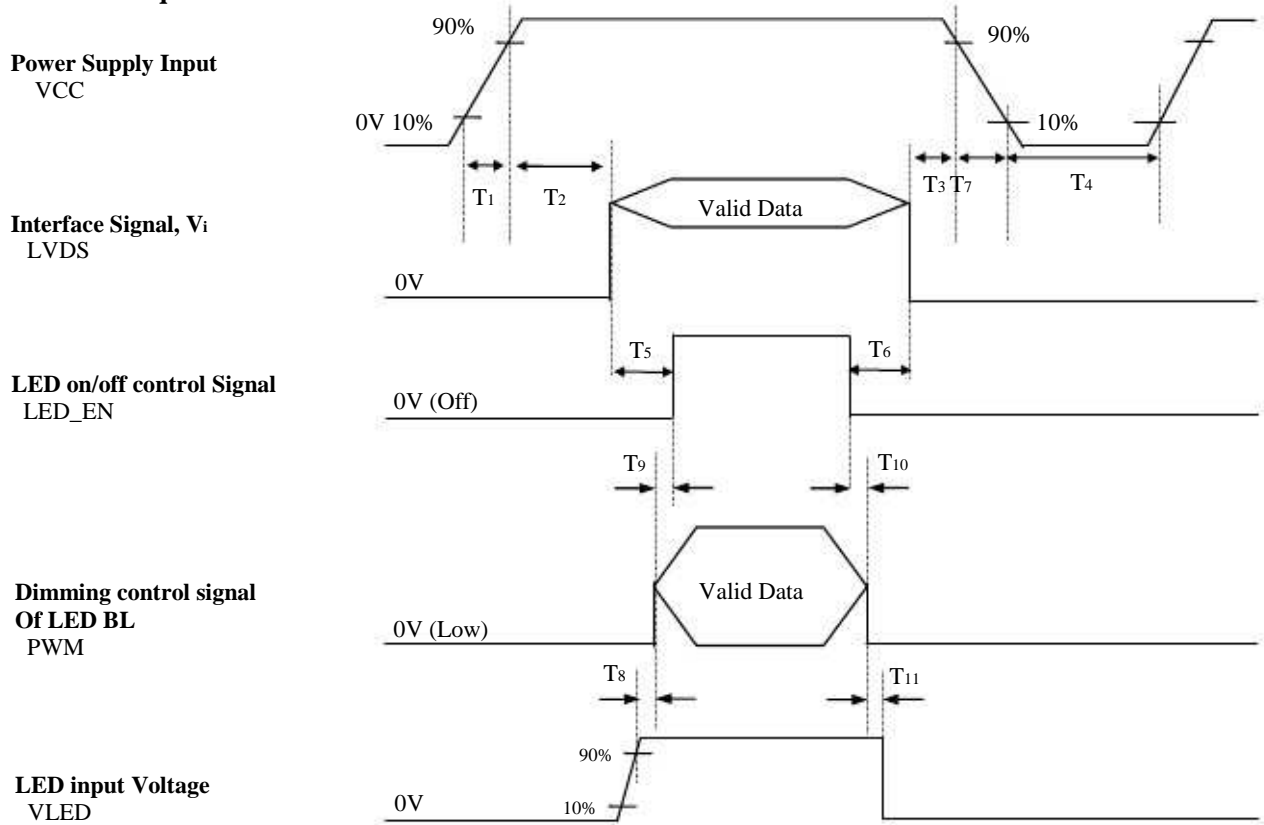 90%
90%
Power Supply Input
VCC
0V 10%
10%
T1
T2
T3 T7
T4
Valid Data
Interface Signal, Vi
LVDS
0V
T5
T6
LED on/off control Signal
LED_EN
0V (Off)
T9
T10
Dimming control signal
Of LED BL
PWM
Valid Data
0V (Low)
T8
T11
90%
LED input Voltage
VLED
0V
10%